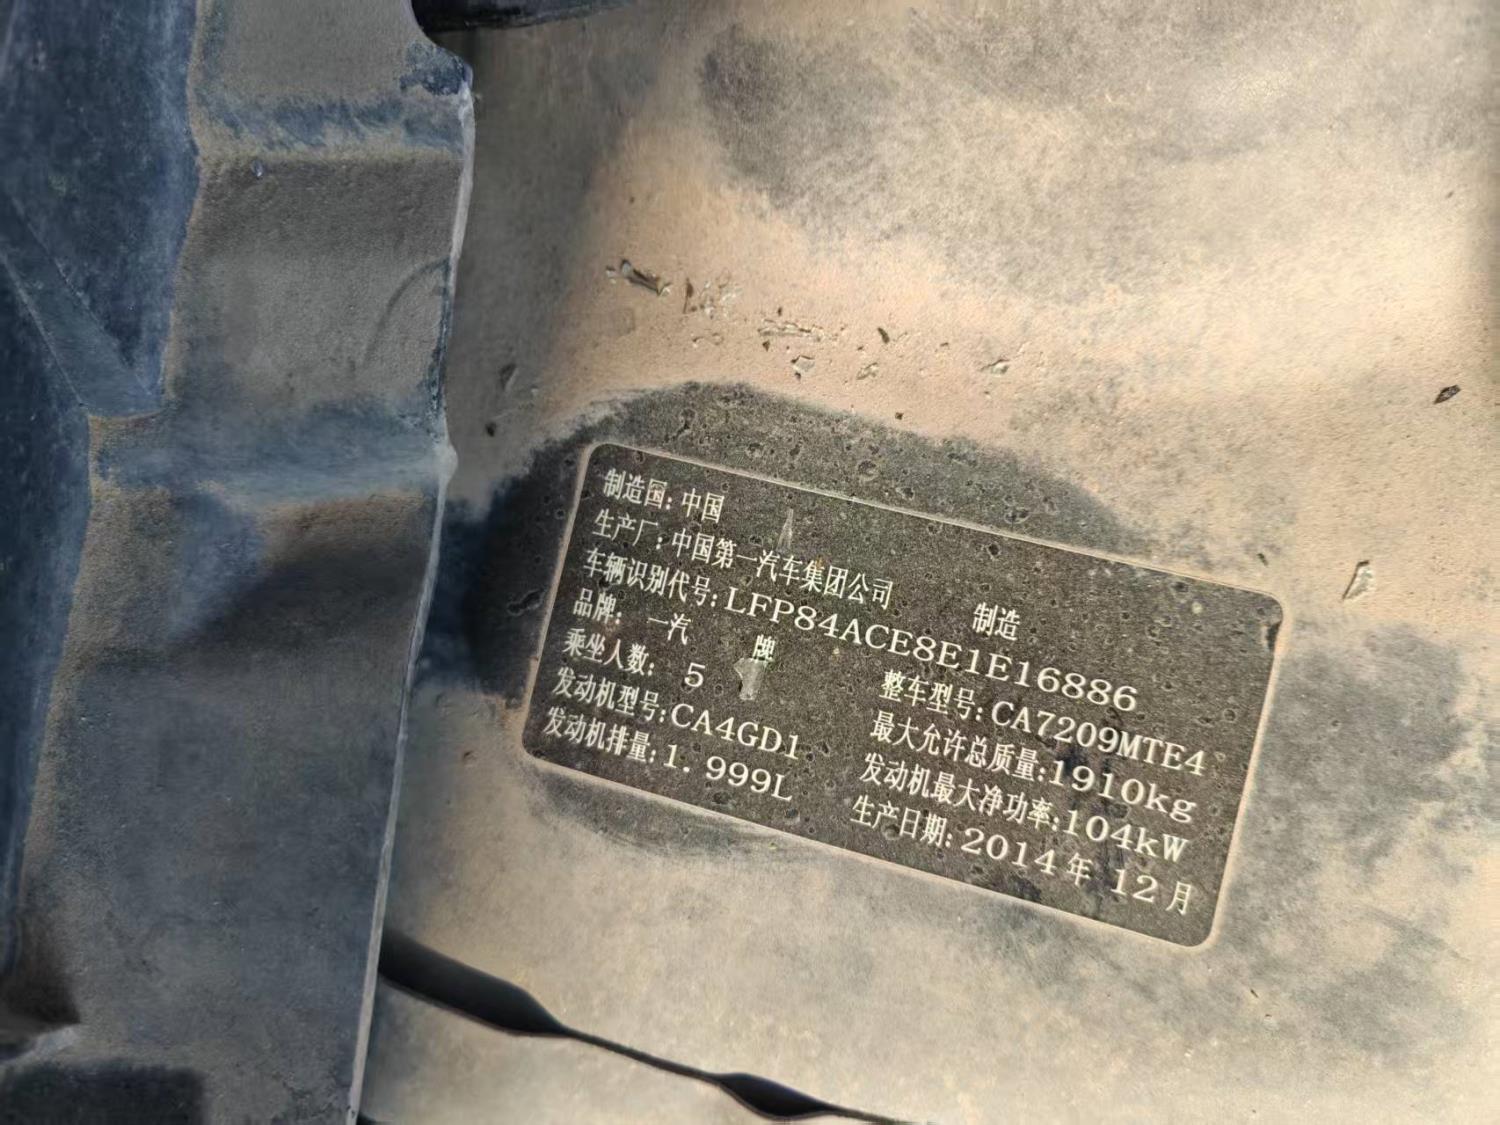 制造国：中国
生产厂：中国第一汽车集团公司 制造
车辆识别代号：LFP84ACE8E1E16886
品牌： 一汽 牌 整车型号：CA7209MTE4
乘坐人数： 5 最大允许总质量：1910kg
发动机型号：CA4GD1 发动机最大净功率：104kW
发动机排量：1.999L 生产日期：2014年 12月